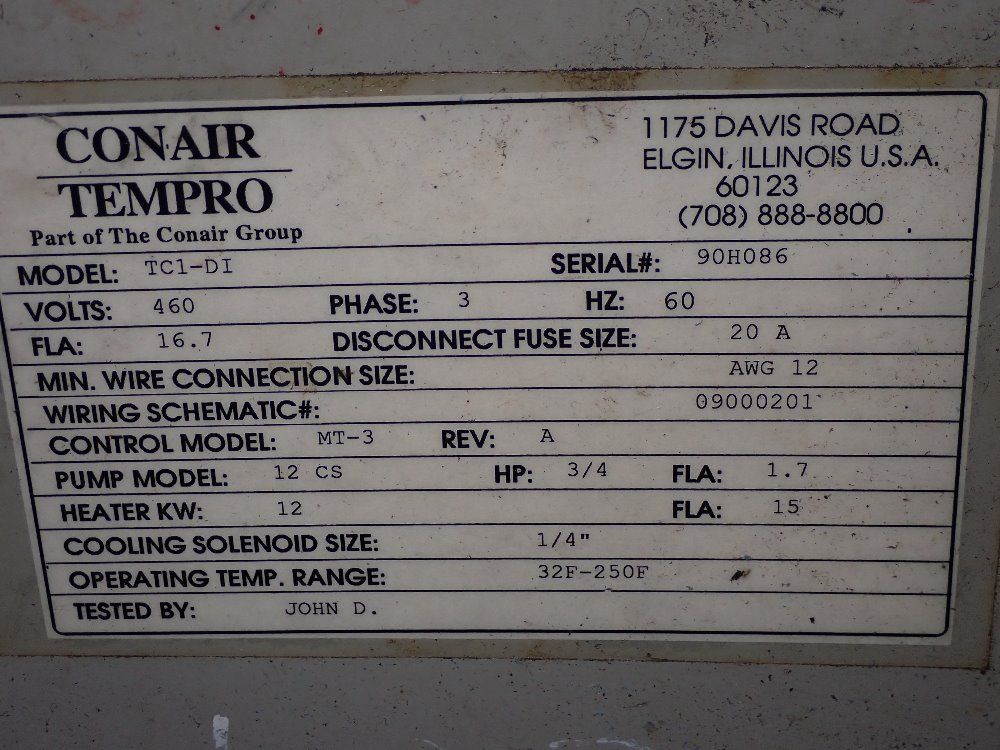 CONAIR
TEMPRO
Part of The Conair Group
1175 DAVIS ROAD
ELGIN, ILLINOIS U.S.A.
60123
(708) 888-8800
MODEL: TC1-DI SERIAL#: 90H086
VOLTS: 460 PHASE: 3 HZ: 60
FLA: 16.7 DISCONNECT FUSE SIZE: 20 A
MIN. WIRE CONNECTION SIZE: AWG 12
WIRING SCHEMATIC#: 09000201
CONTROL MODEL: MT-3 REV: A
PUMP MODEL: 12 CS HP: 3/4 FLA: 1.7
HEATER KW: 12 FLA: 15
COOLING SOLENOID SIZE: 1/4"
OPERATING TEMP. RANGE: 32F-250F
TESTED BY: JOHN D.